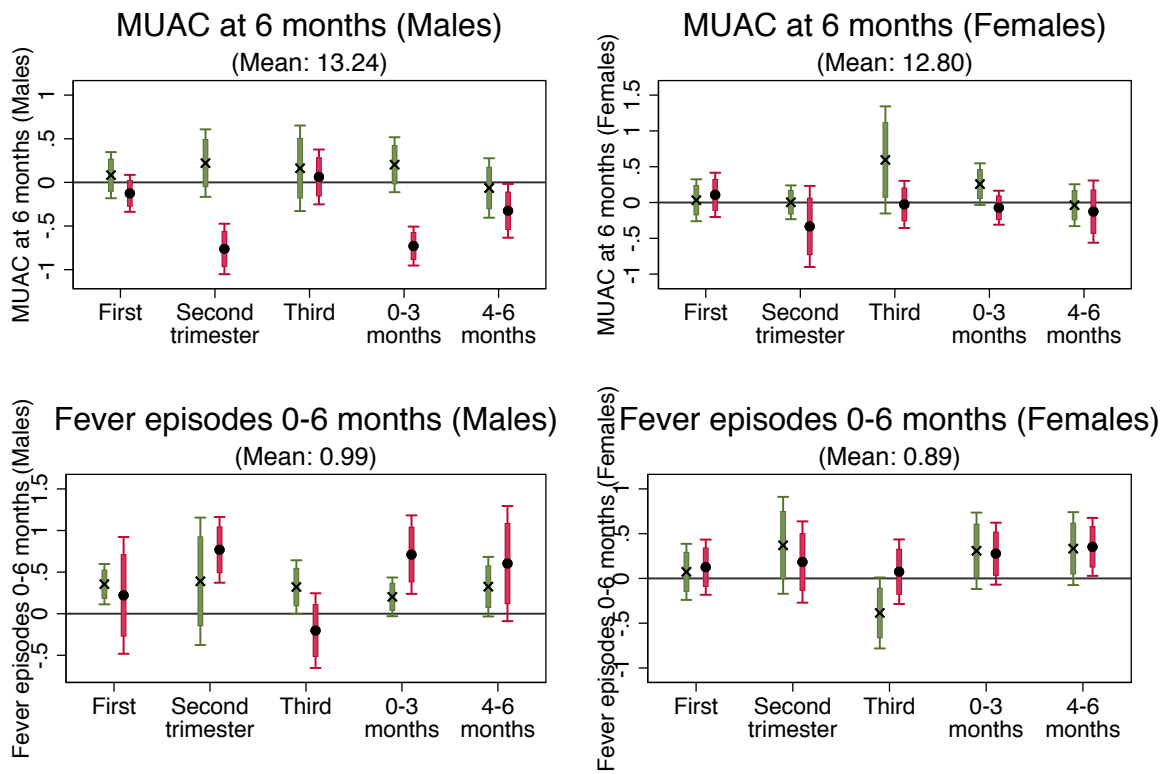 MUAC at 6 months (Males)
(Mean: 13.24)
MUAC at 6 months (Males)
1
.5
0
-.5
-1
First
Second
trimester
Third
0-3
months
4-6
months
MUAC at 6 months (Females)
(Mean: 12.80)
MUAC at 6 months (Females)
1.5
1
.5
0
-.5
-1
First
Second
trimester
Third
0-3
months
4-6
months
Fever episodes 0-6 months (Males)
(Mean: 0.99)
Fever episodes 0-6 months (Males)
1.5
1
.5
0
-.5
First
Second
trimester
Third
0-3
months
4-6
months
Fever episodes 0-6 months (Females)
(Mean: 0.89)
Fever episodes 0-6 months (Females)
1
.5
0
-.5
-1
First
Second
trimester
Third
0-3
months
4-6
months